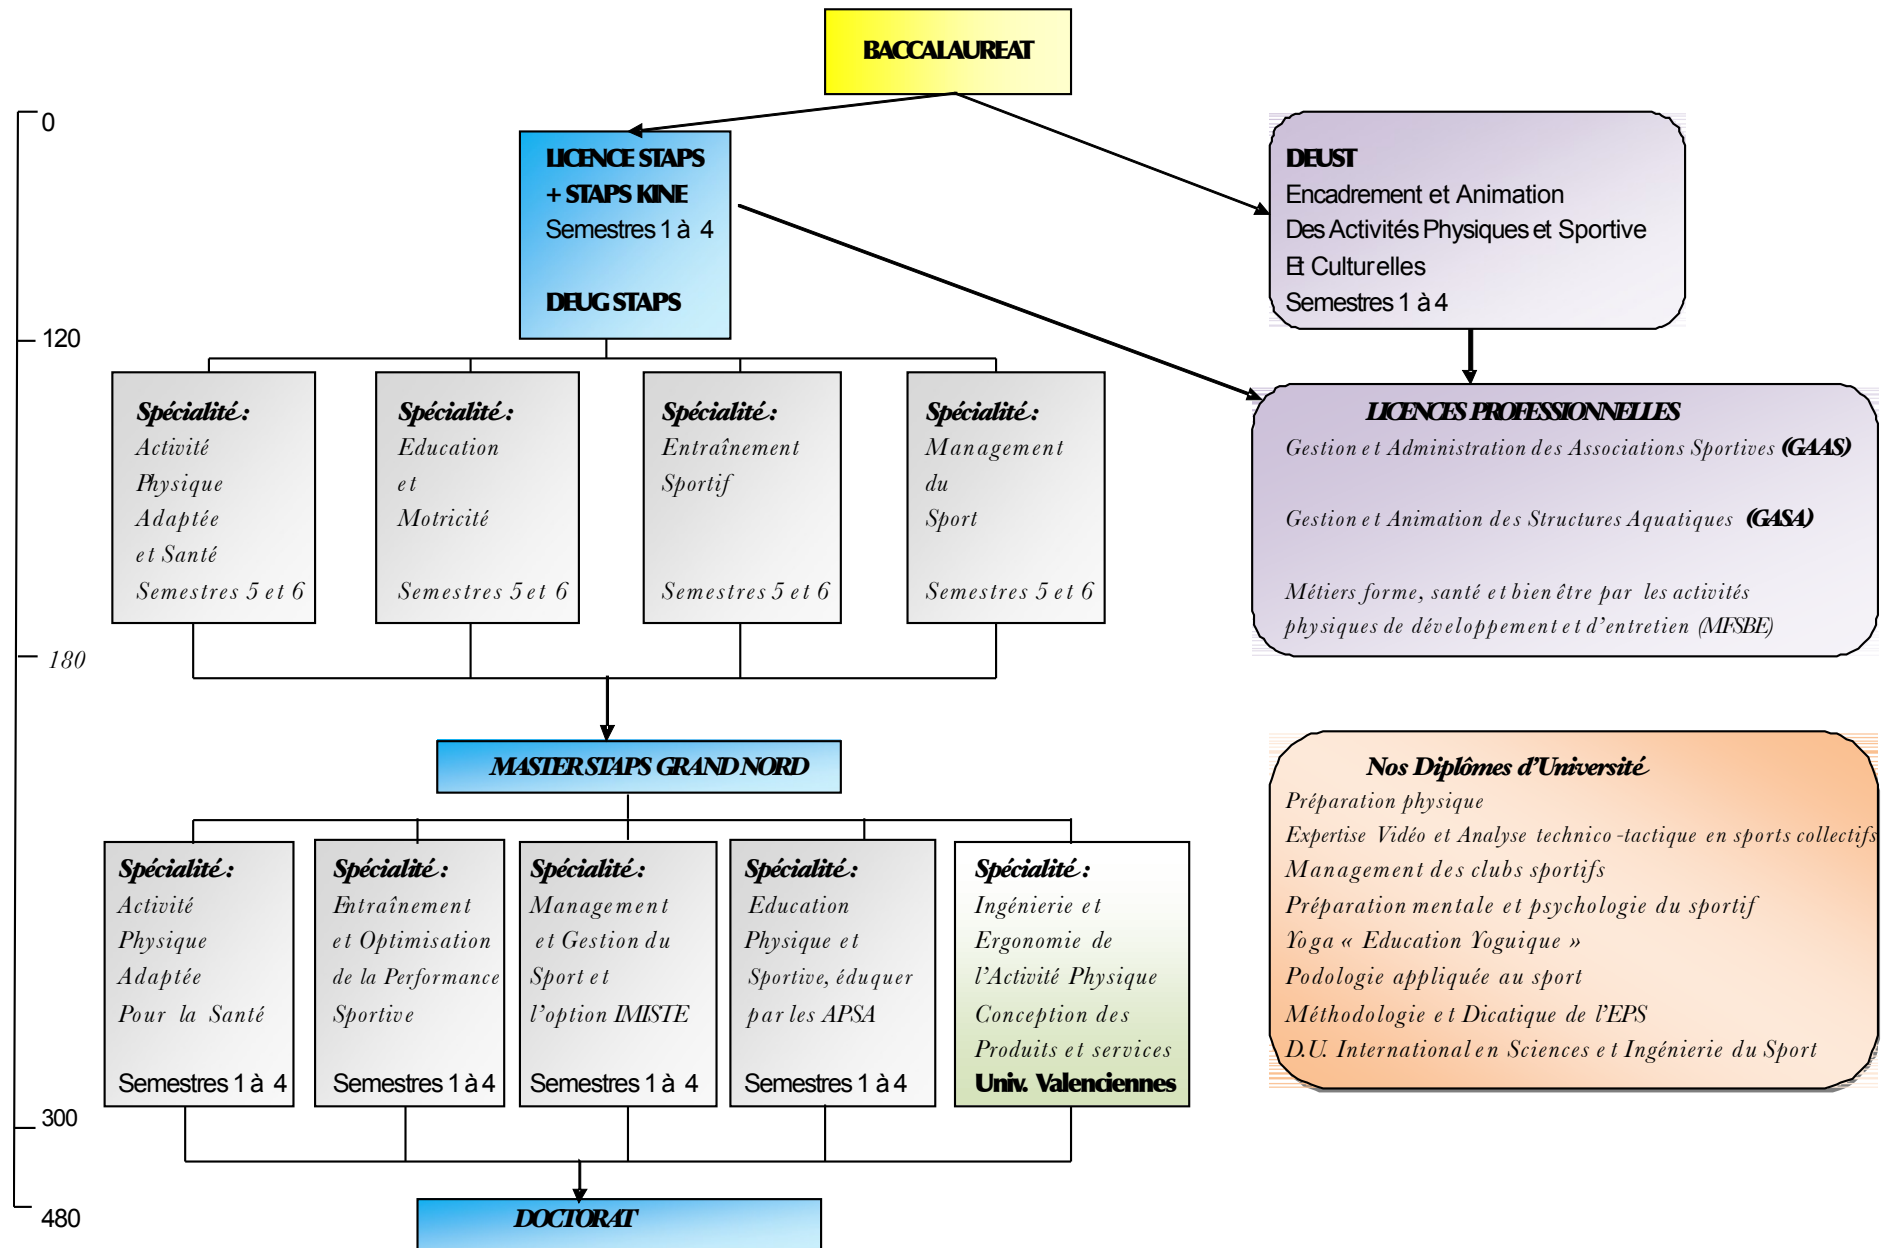 BACCALAUREAT
0
LICENCE STAPS
+ STAPS KINE
Semestres 1 à 4
DEUG STAPS
DEUST
Encadrement et Animation
Des Activités Physiques et Sportive
Et Culturelles
Semestres 1 à 4
120
Spécialité :
Activité
Physique
Adaptée
et Santé
Semestres 5 et 6
Spécialité :
Education
et
Motricité
Semestres 5 et 6
Spécialité :
Entraînement
Sportif
Semestres 5 et 6
Spécialité :
Management
du
Sport
Semestres 5 et 6
LICENCES PROFESSIONNELLES
Gestion et Administration des Associations Sportives (GAAS)
Gestion et Animation des Structures Aquatiques (GASA)
Métiers forme, santé et bien être par les activités
physiques de développement et d'entretien (MFSBE)
180
MASTER STAPS GRAND NORD
Spécialité :
Activité
Physique
Adaptée
Pour la Santé
Semestres 1 à 4
Spécialité :
Entraînement
et Optimisation
de la Performance
Sportive
Semestres 1 à 4
Spécialité :
Management
et Gestion du
Sport et
l'option IMISTE
Semestres 1 à 4
Spécialité :
Education
Physique et
Sportive, éduquer
par les APSA
Semestres 1 à 4
Spécialité :
Ingénierie et
Ergonomie de
l'Activité Physique
Conception des
Produits et services
Univ. Valenciennes
Nos Diplômes d'Université
Préparation physique
Expertise Vidéo et Analyse technico-tactique en sports collectifs
Management des clubs sportifs
Préparation mentale et psychologie du sportif
Yoga « Education Yoguique »
Podologie appliquée au sport
Méthodologie et Dicatique de l'EPS
D.U. International en Sciences et Ingénierie du Sport
300
480
DOCTORAT